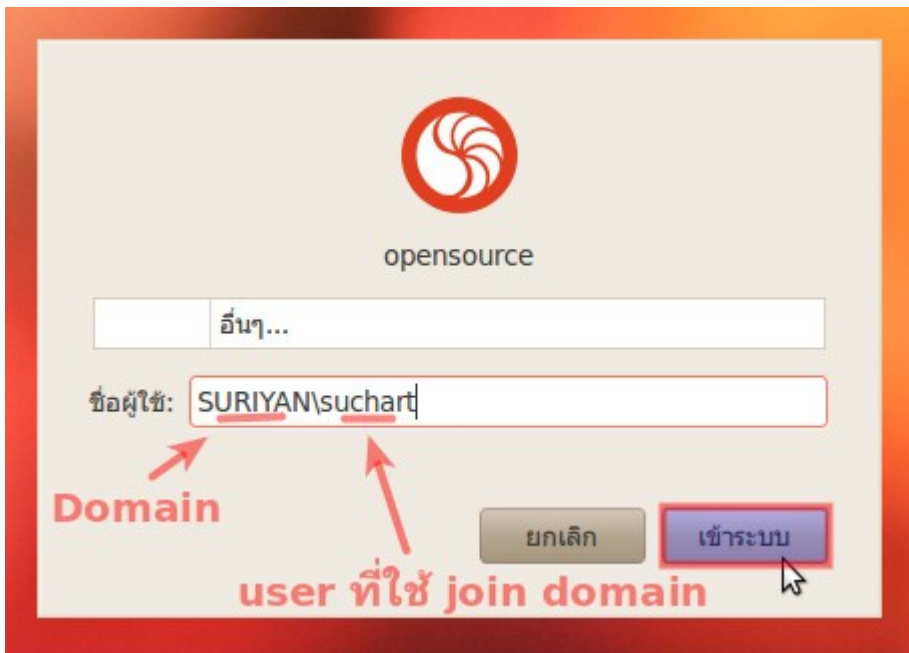 opensource
อื่นๆ...
ชื่อผู้ใช้: SURIYAN\suchart
Domain
ยกเลิก เข้าระบบ
user ที่ใช้ join domain